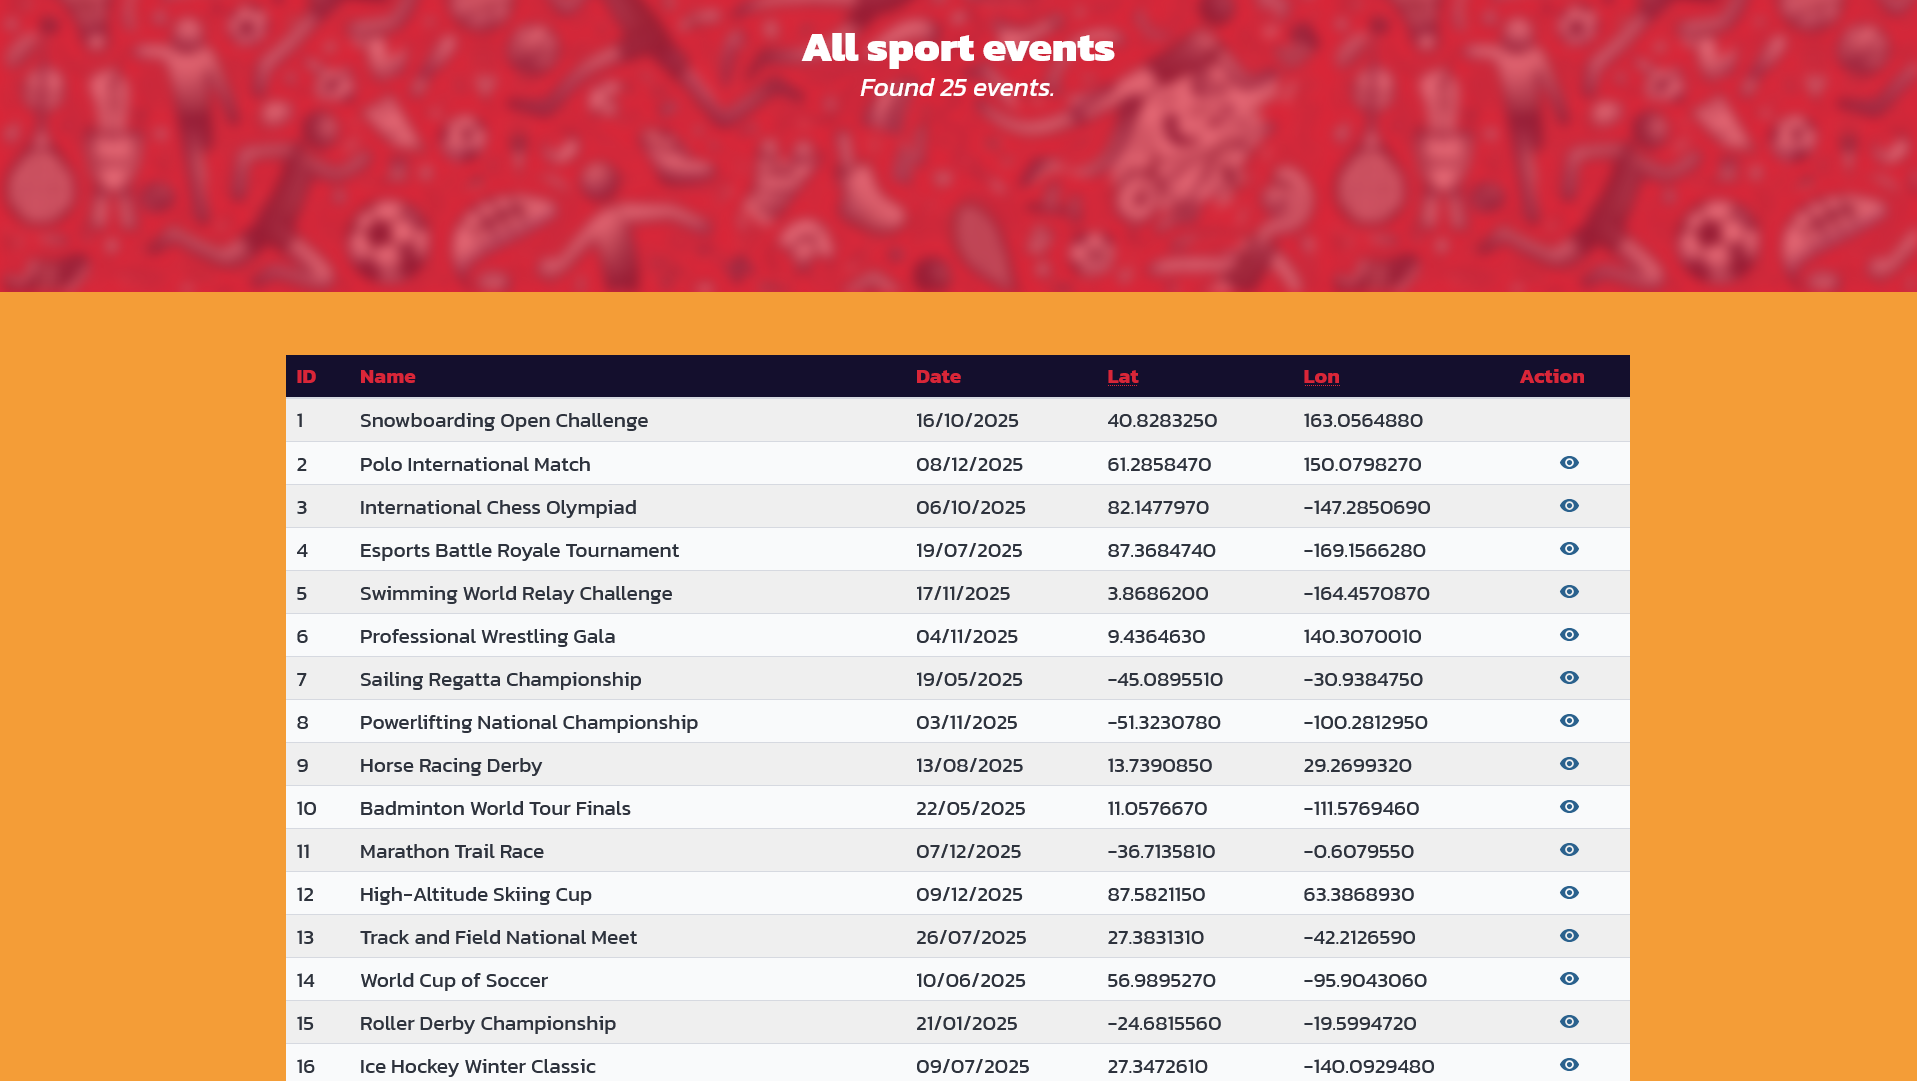 All sport events
Found 25 events.
ID Name Date Lat Lon Action
1 Snowboarding Open Challenge 16/10/2025 40.8283250 163.0564880
2 Polo International Match 08/12/2025 61.2858470 150.0798270
3 International Chess Olympiad 06/10/2025 82.1477970 -147.2850690
4 Esports Battle Royale Tournament 19/07/2025 87.3684740 -169.1566280
5 Swimming World Relay Challenge 17/11/2025 3.8686200 -164.4570870
6 Professional Wrestling Gala 04/11/2025 9.4364630 140.3070010
7 Sailing Regatta Championship 19/05/2025 -45.0895510 -30.9384750
8 Powerlifting National Championship 03/11/2025 -51.3230780 -100.2812950
9 Horse Racing Derby 13/08/2025 13.7390850 29.2699320
10 Badminton World Tour Finals 22/05/2025 11.0576670 -111.5769460
11 Marathon Trail Race 07/12/2025 -36.7135810 -0.6079550
12 High-Altitude Skiing Cup 09/12/2025 87.5821150 63.3868930
13 Track and Field National Meet 26/07/2025 27.3831310 -42.2126590
14 World Cup of Soccer 10/06/2025 56.9895270 -95.9043060
15 Roller Derby Championship 21/01/2025 -24.6815560 -19.5994720
16 Ice Hockey Winter Classic 09/07/2025 27.3472610 -140.0929480